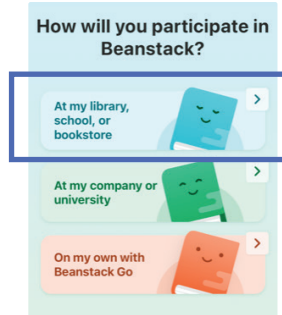 How will you participate in
Beanstack?
At my library,
school, or
bookstore
At my company or
university
On my own with
Beanstack Go